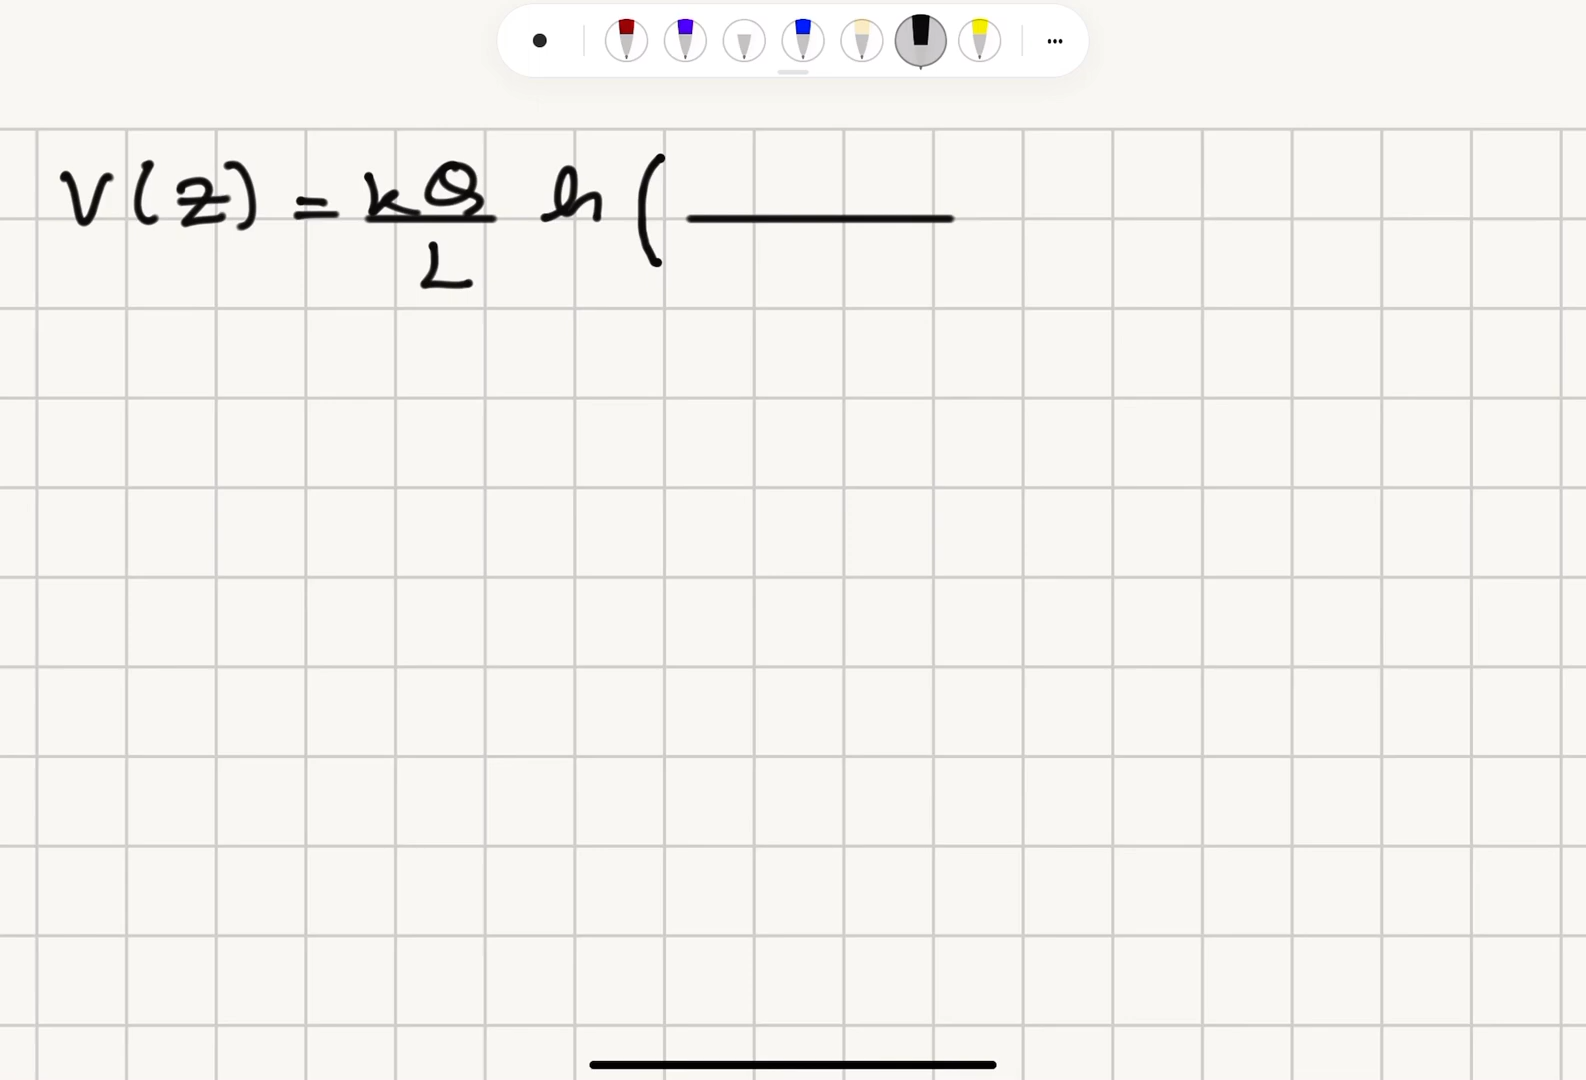 V(z) = kQ/L ln(